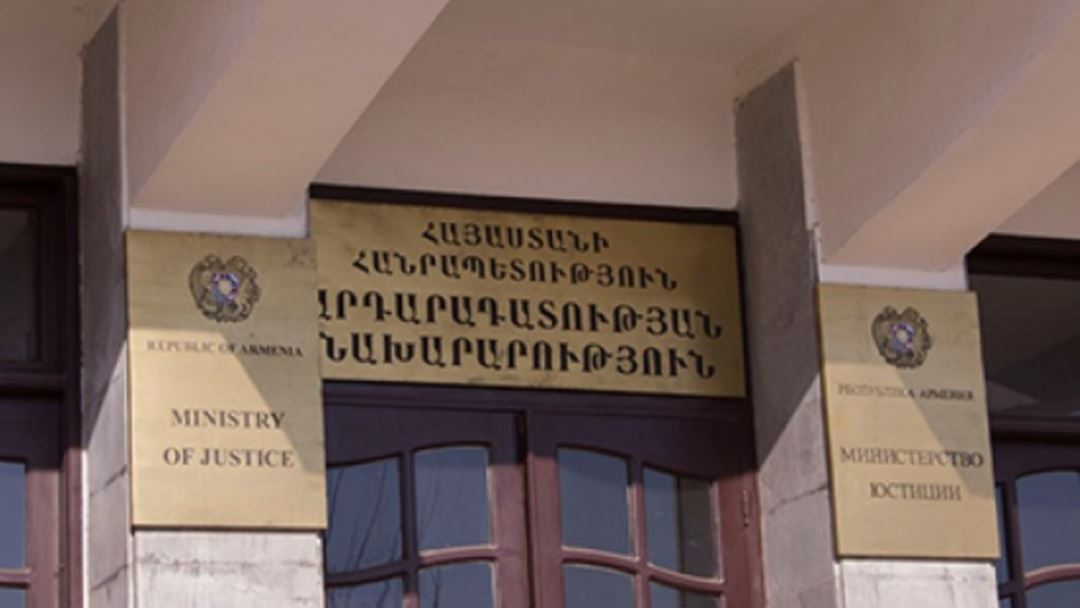 REPUBLIC OF ARMENIA
MINISTRY
OF JUSTICE
ՀԱՅԱՍՏԱՆԻ
ՀԱՆՐԱՊԵՏՈՒԹՅՈՒՆ
ԱՐԴԱՐԱԴԱՏՈՒԹՅԱՆ
ՆԱԽԱՐԱՐՈՒԹՅՈՒՆ
РЕСПУБЛИКА АРМЕНИЯ
МИНИСТЕРСТВО
ЮСТИЦИИ